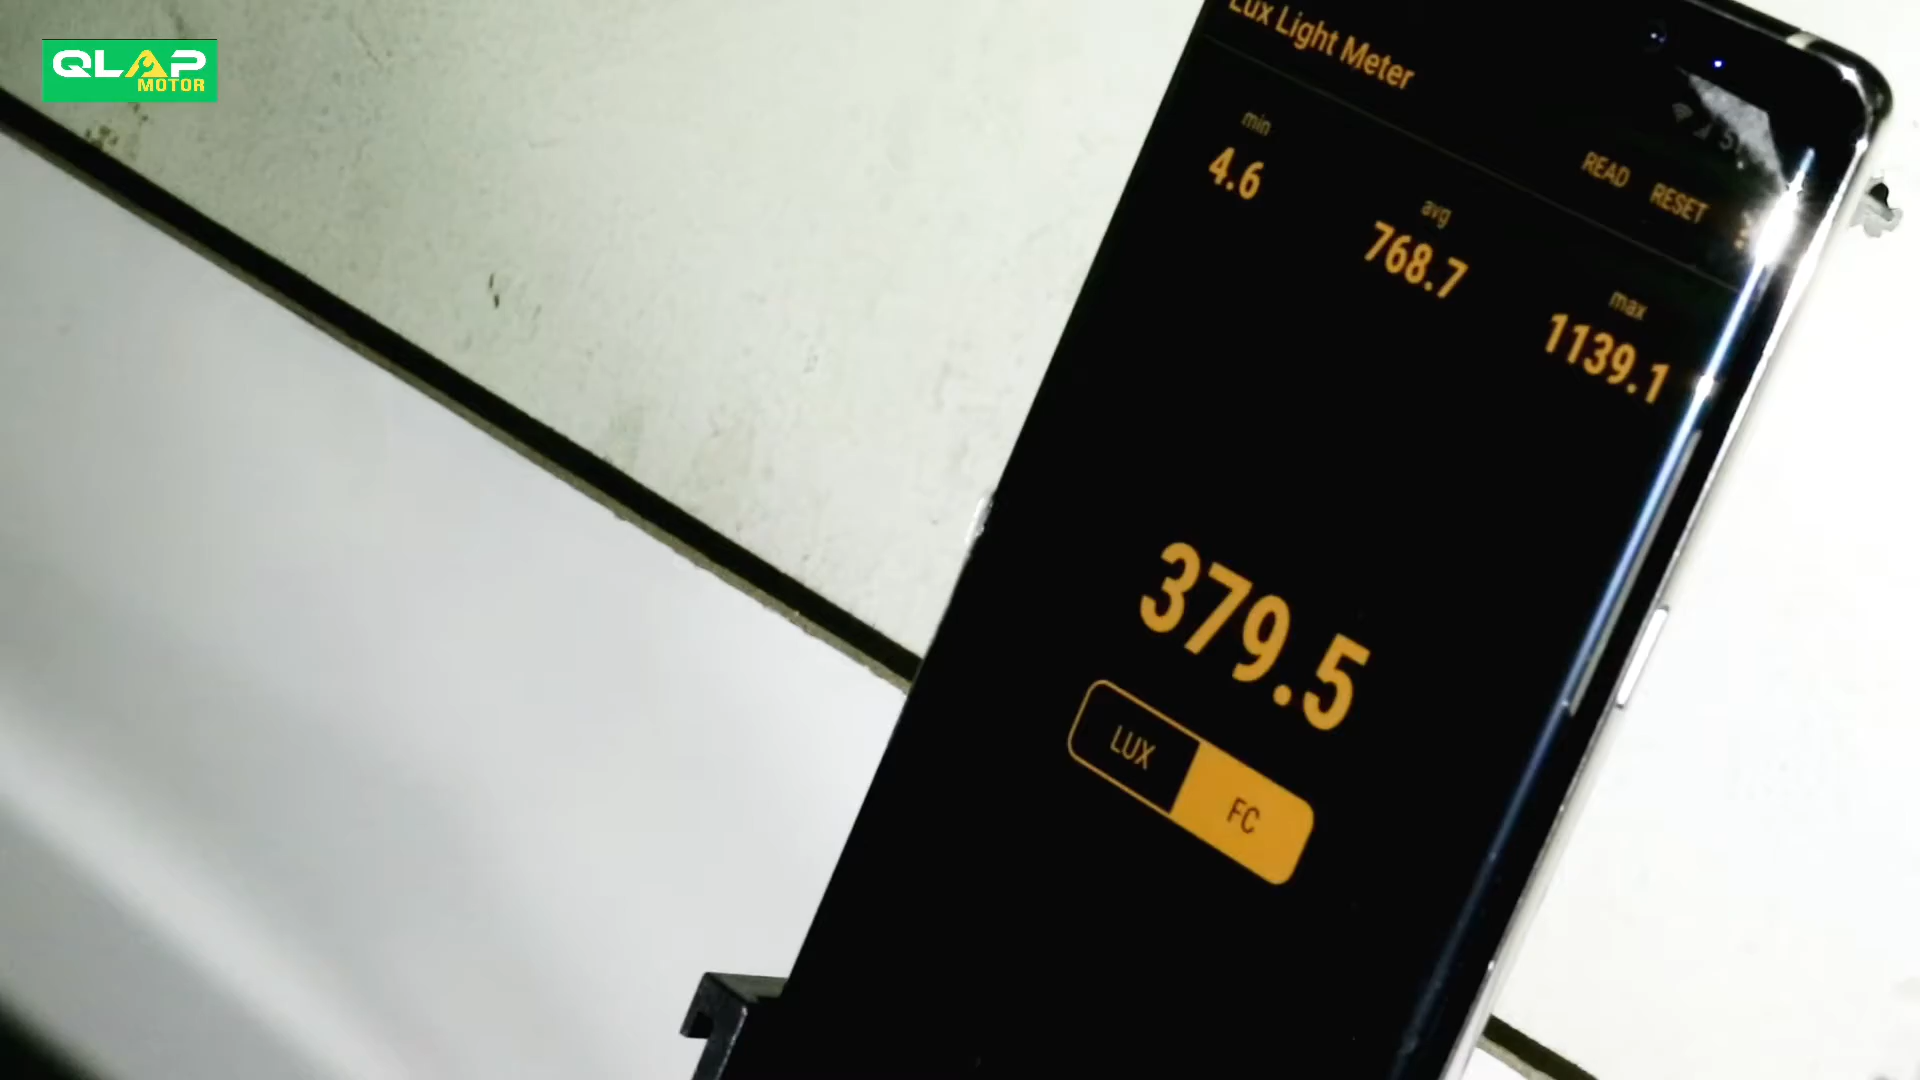 QLAP
MOTOR
Lux Light Meter
READ RESET
min
4.6
avg
768.7
max
1139.1
379.5
LUX FC